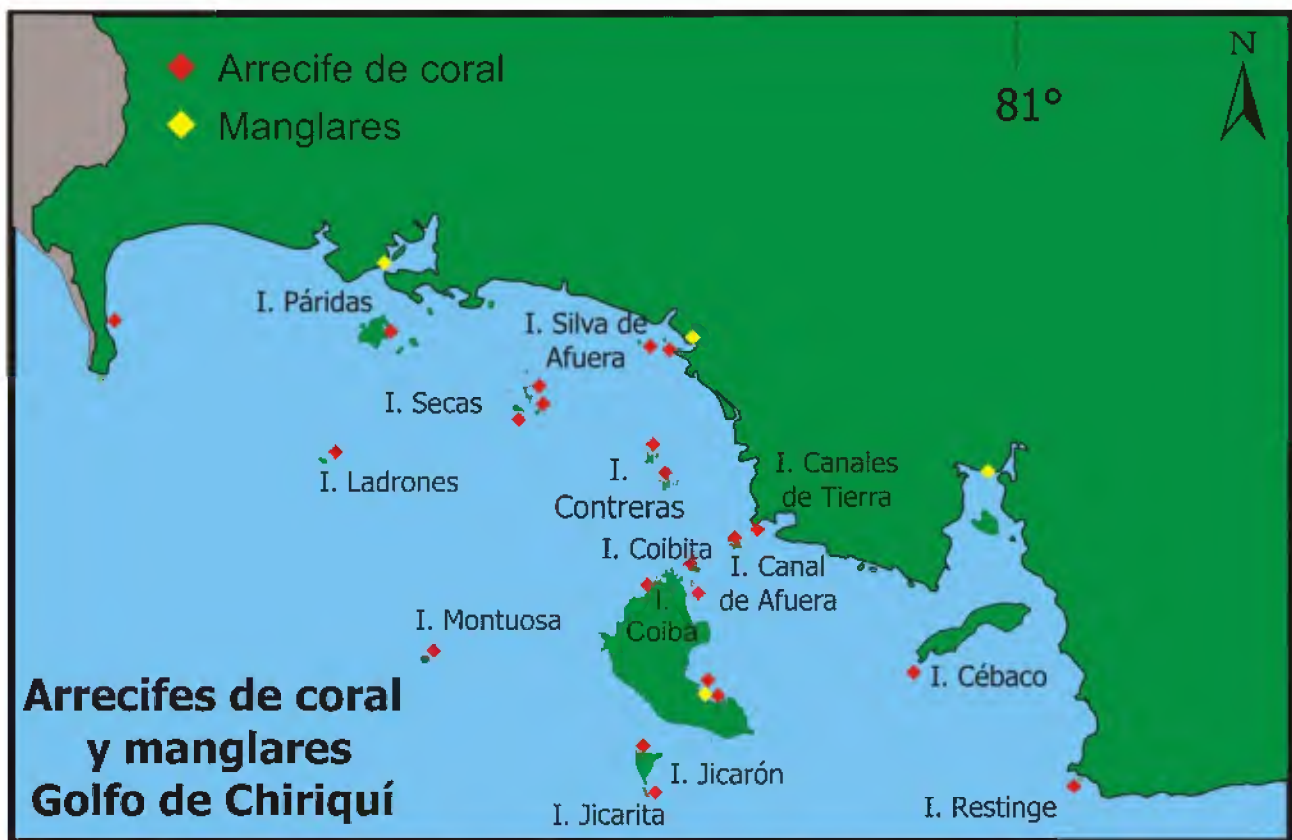 Arrecife de coral
Manglares
81°
N
I. Páridas
I. Silva de
Afuera
I. Secas
I. Ladrones
I.
Contreras
I. Canales
de Tierra
I. Coibita
I. Canal
de Afuera
I.
Coiba
I. Montuosa
I. Cébaco
Arrecifes de coral
y manglares
Golfo de Chiriquí
I. Jicarón
I. Jicarita
I. Restinge